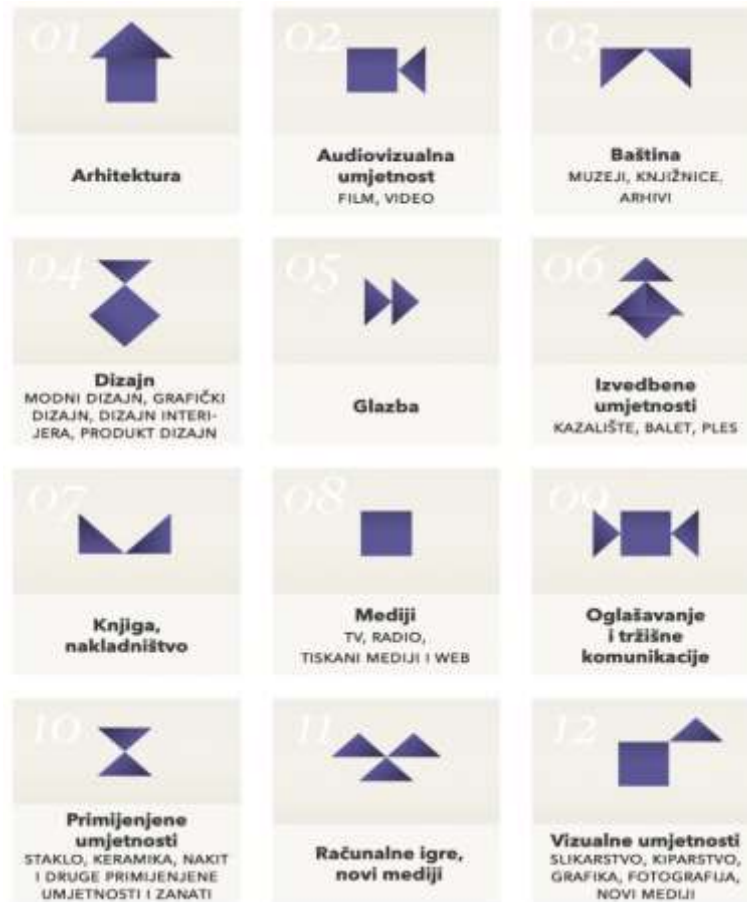 01
Arhitektura
02
Audiovizualna
umjetnost
FILM, VIDEO
03
Baština
MUZEJI, KNJIŽNICE,
ARHIVI
04
Dizajn
MODNI DIZAJN, GRAFIČKI
DIZAJN, DIZAJN INTERI-
JERA, PRODUKT DIZAJN
05
Glazba
06
Izvedbene
umjetnosti
KAZALIŠTE, BALET, PLES
07
Knjiga,
nakladništvo
08
Mediji
TV, RADIO,
TISKANI MEDIJI I WEB
09
Oglašavanje
i tržišne
komunikacije
10
Primijenjene
umjetnosti
STAKLO, KERAMIKA, NAKIT
I DRUGE PRIMIJENJENE
UMJETNOSTI I ZANATI
11
Računalne igre,
novi mediji
12
Vizualne umjetnosti
SLIKARSTVO, KIPARSTVO,
GRAFIKA, FOTOGRAFIJA,
NOVI MEDIJI